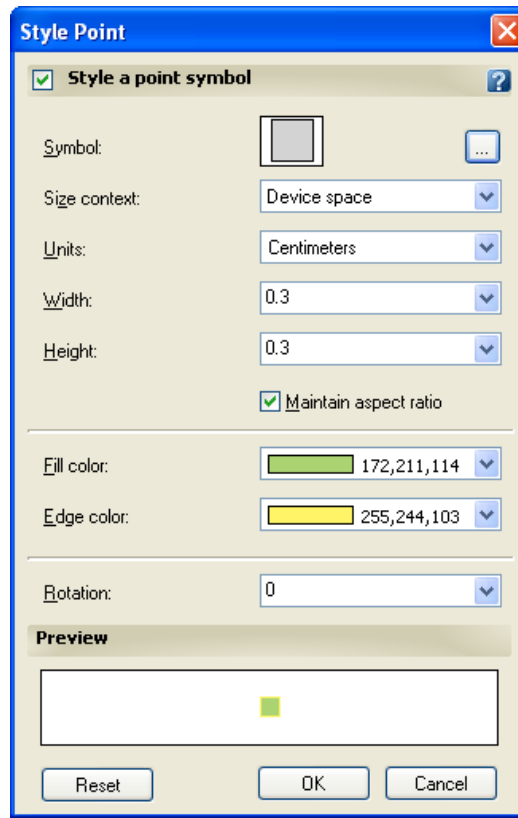 Style Point
Style a point symbol
?
Symbol:
...
Size context: Device space
Units: Centimeters
Width: 0.3
Height: 0.3
Maintain aspect ratio
Fill color: 172,211,114
Edge color: 255,244,103
Rotation: 0
Preview
Reset OK Cancel